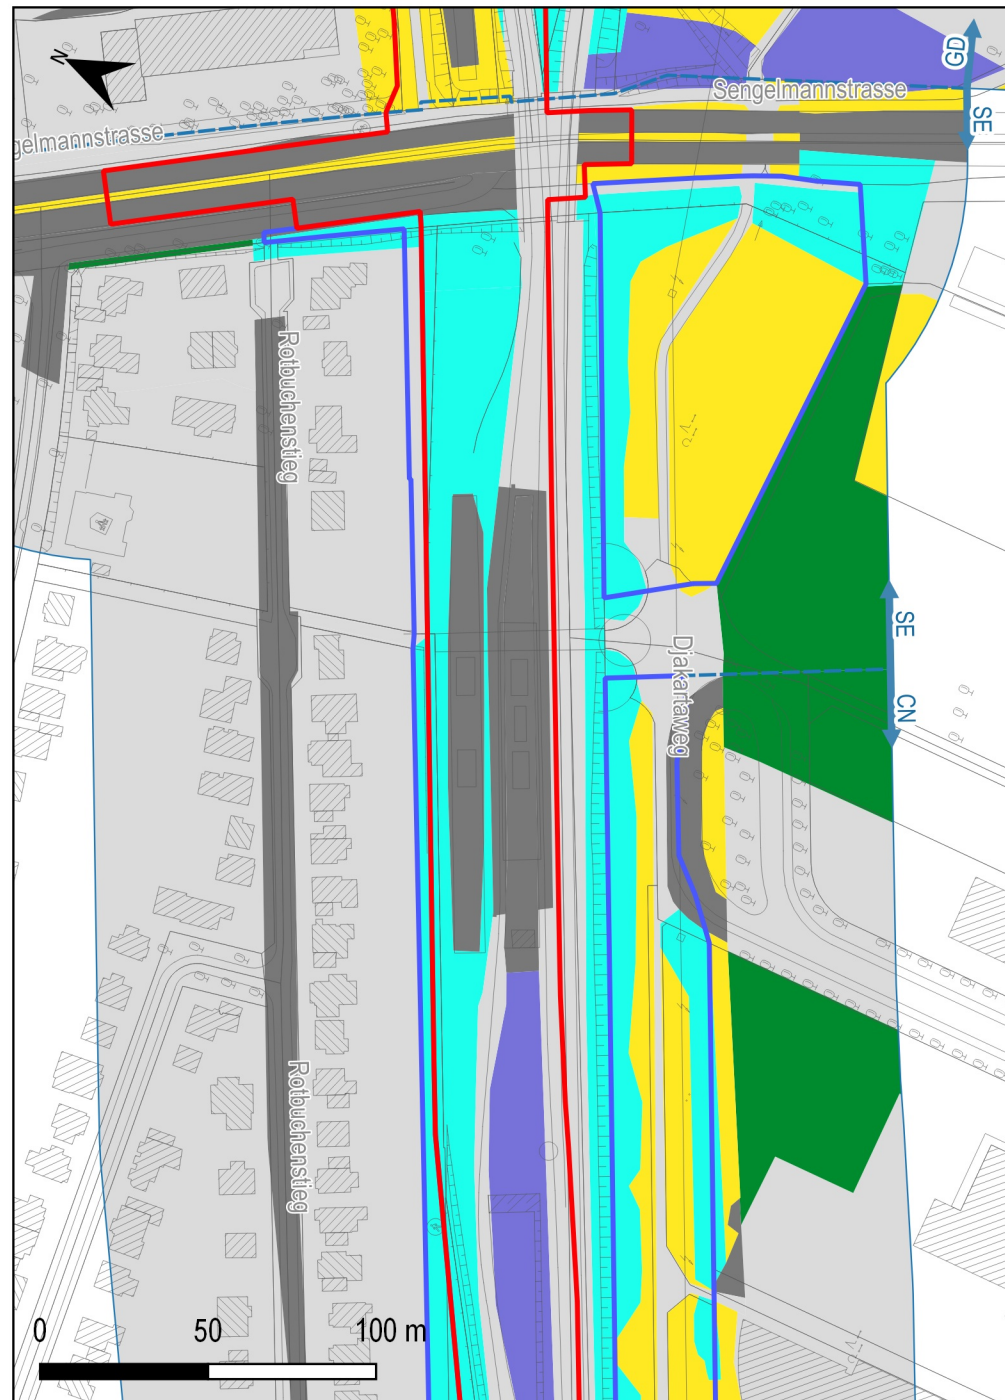 N
GD
SE
Sengelmannstrasse
gelmannstrasse
Rotbuchenstieg
SE
CN
Djakartaweg
Rotbuchenstieg
0 50 100 m